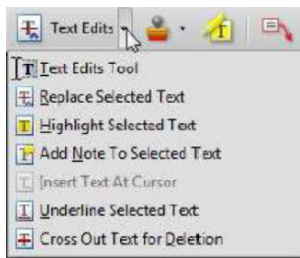 Text Edits
Text Edits Tool
Replace Selected Text
Highlight Selected Text
Add Note To Selected Text
Insert Text At Cursor
Underline Selected Text
Cross Out Text for Deletion